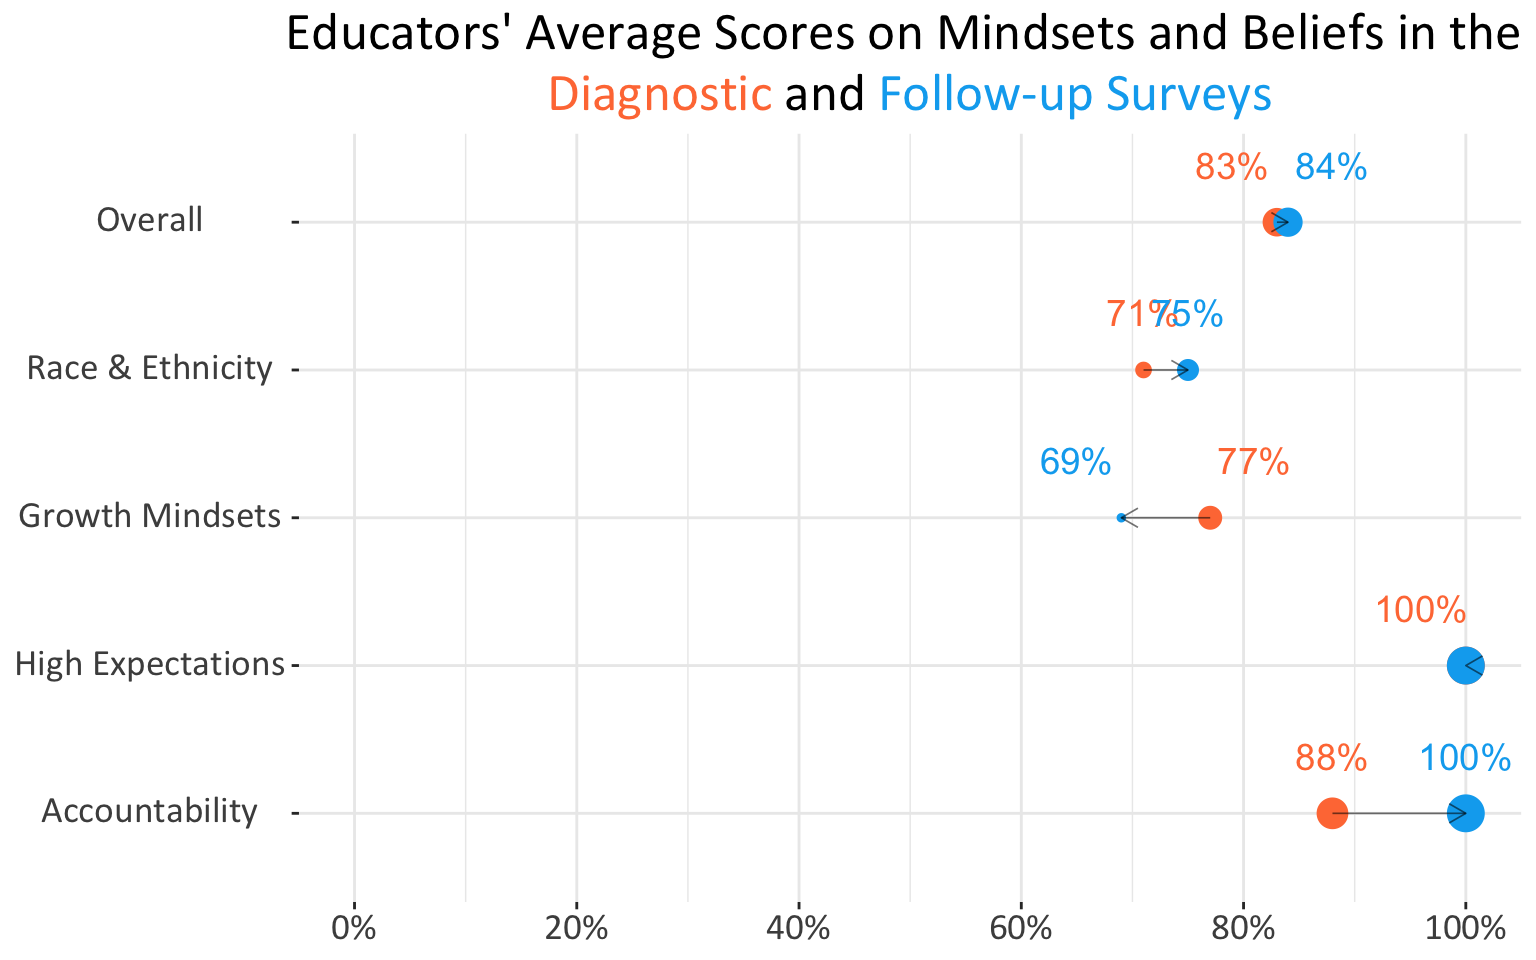 Educators' Average Scores on Mindsets and Beliefs in the
Diagnostic and Follow-up Surveys
83% 84%
Overall
71% 75%
Race & Ethnicity
69% 77%
Growth Mindsets
100%
High Expectations
88% 100%
Accountability
0% 20% 40% 60% 80% 100%